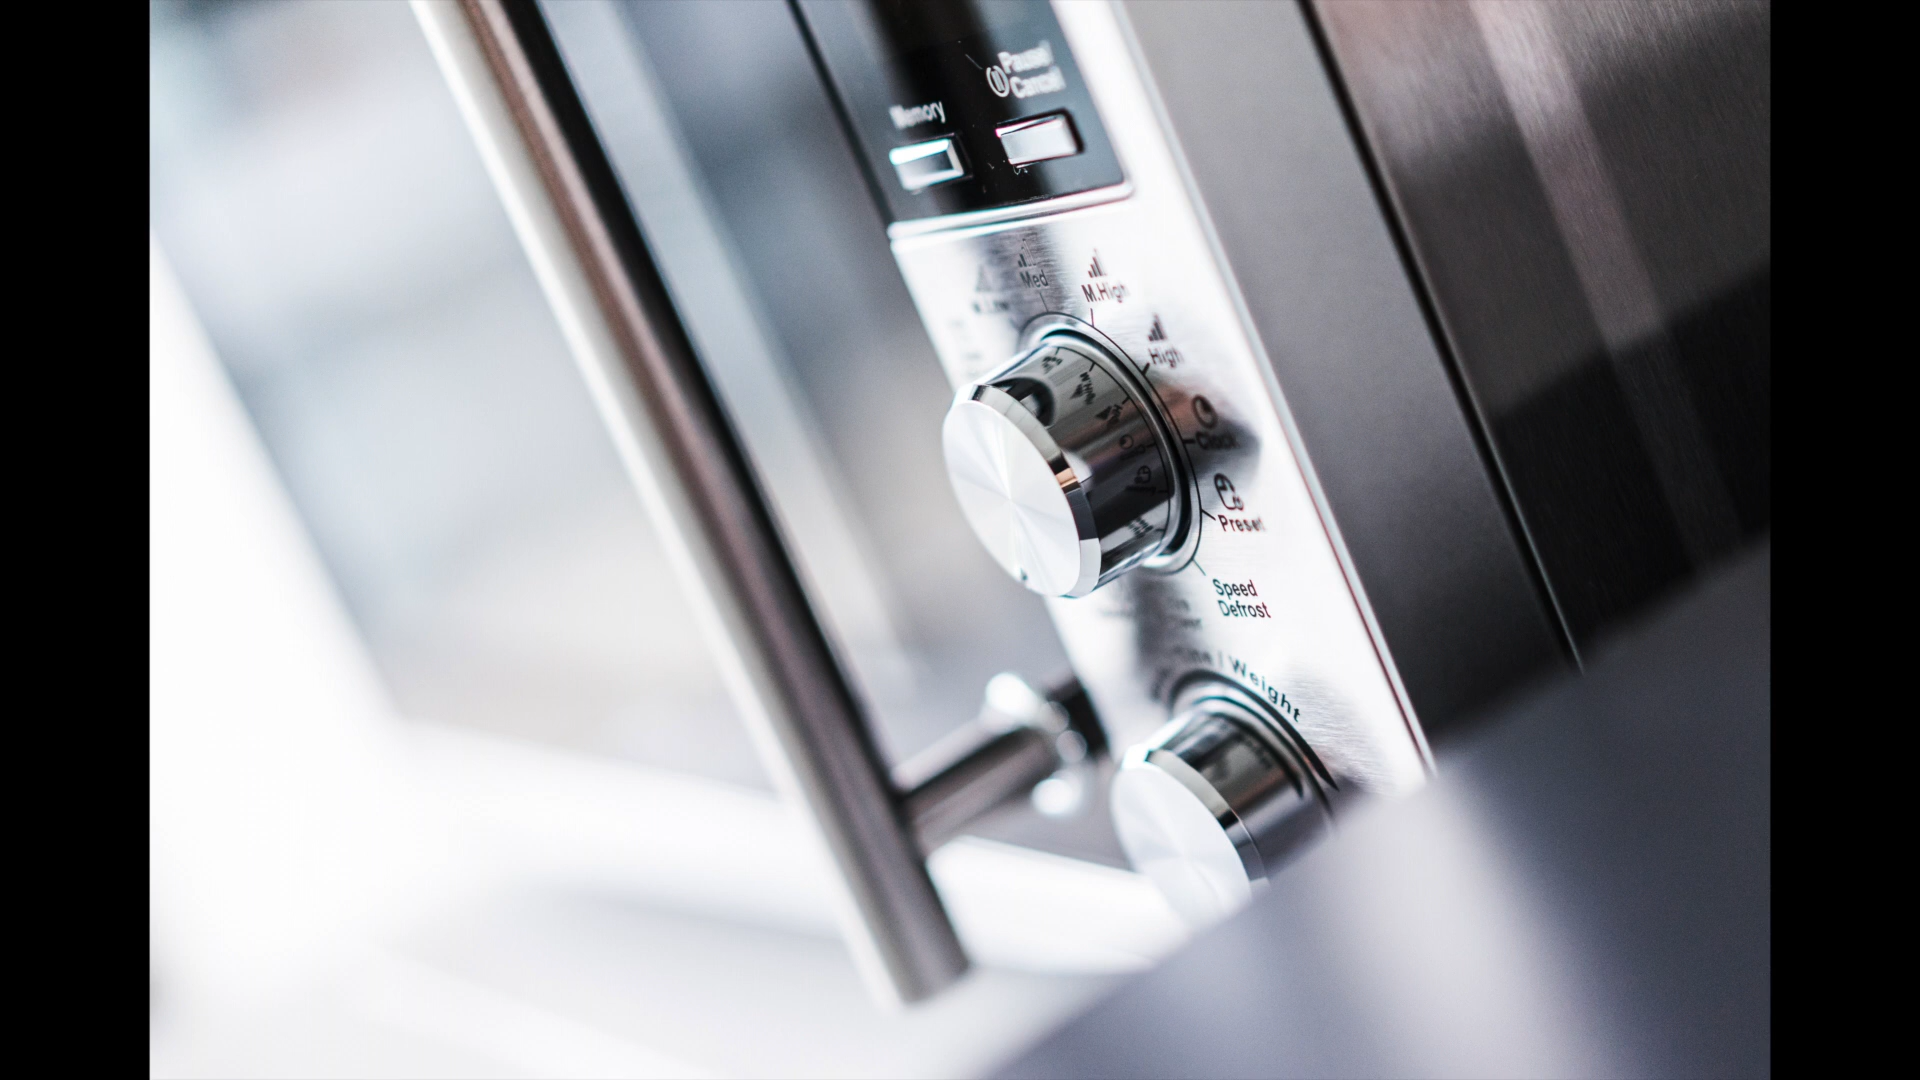 Pause/
Cancel
Memory
Med
M.High
High
Clock
Preset
Speed
Defrost
Weight